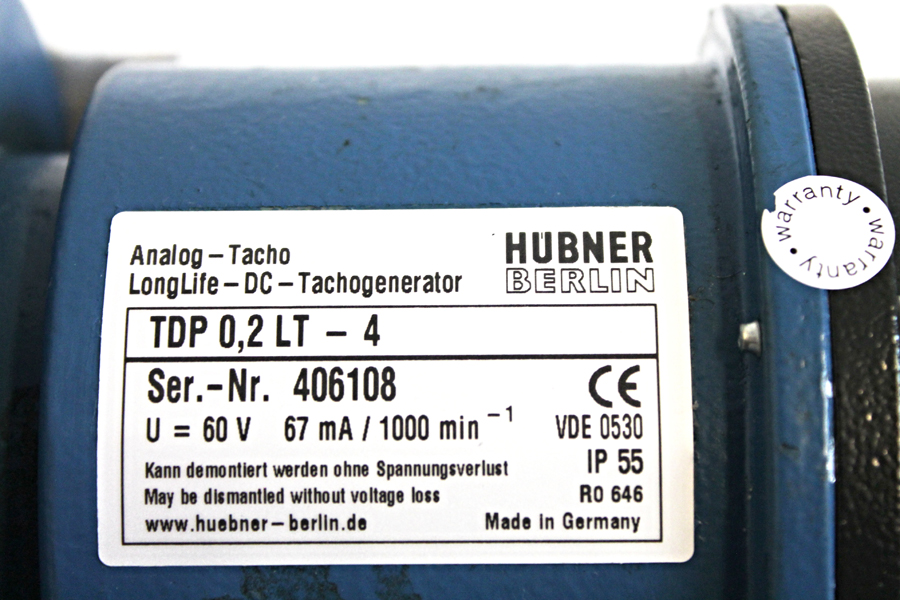 Analog – Tacho
LongLife – DC – Tachogenerator
HÜBNER
BERLIN
TDP 0,2 LT – 4
Ser.-Nr. 406108
U = 60 V 67 mA / 1000 min⁻¹
VDE 0530
IP 55
Kann demontiert werden ohne Spannungsverlust
May be dismantled without voltage loss
RO 646
www.huebner-berlin.de
Made in Germany
CE
warranty • warranty • warranty